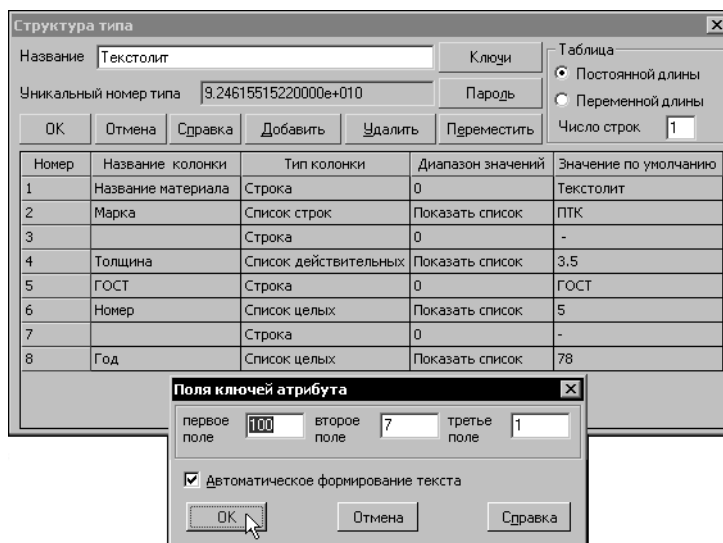 Структура типа
Название Текстолит Ключи Таблица
Постоянной длины
Уникальный номер типа 9.24615515220000e+010 Пароль Переменной длины
ОК Отмена Справка Добавить Удалить Переместить Число строк 1
Номер Название колонки Тип колонки Диапазон значений Значение по умолчанию
1 Название материала Строка 0 Текстолит
2 Марка Список строк Показать список ПТК
3 Строка 0 -
4 Толщина Список действительных Показать список 3.5
5 ГОСТ Строка 0 ГОСТ
6 Номер Список целых Показать список 5
7 Строка 0 -
8 Год Список целых Показать список 78
Поля ключей атрибута
первое поле 100 второе поле 7 третье поле 1
Автоматическое формирование текста
ОК Отмена Справка